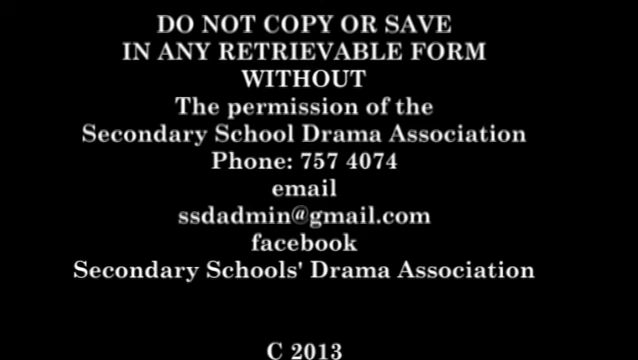 DO NOT COPY OR SAVE
IN ANY RETRIEVABLE FORM
WITHOUT
The permission of the
Secondary School Drama Association
Phone: 757 4074
email
ssdadmin@gmail.com
facebook
Secondary Schools' Drama Association
C 2013